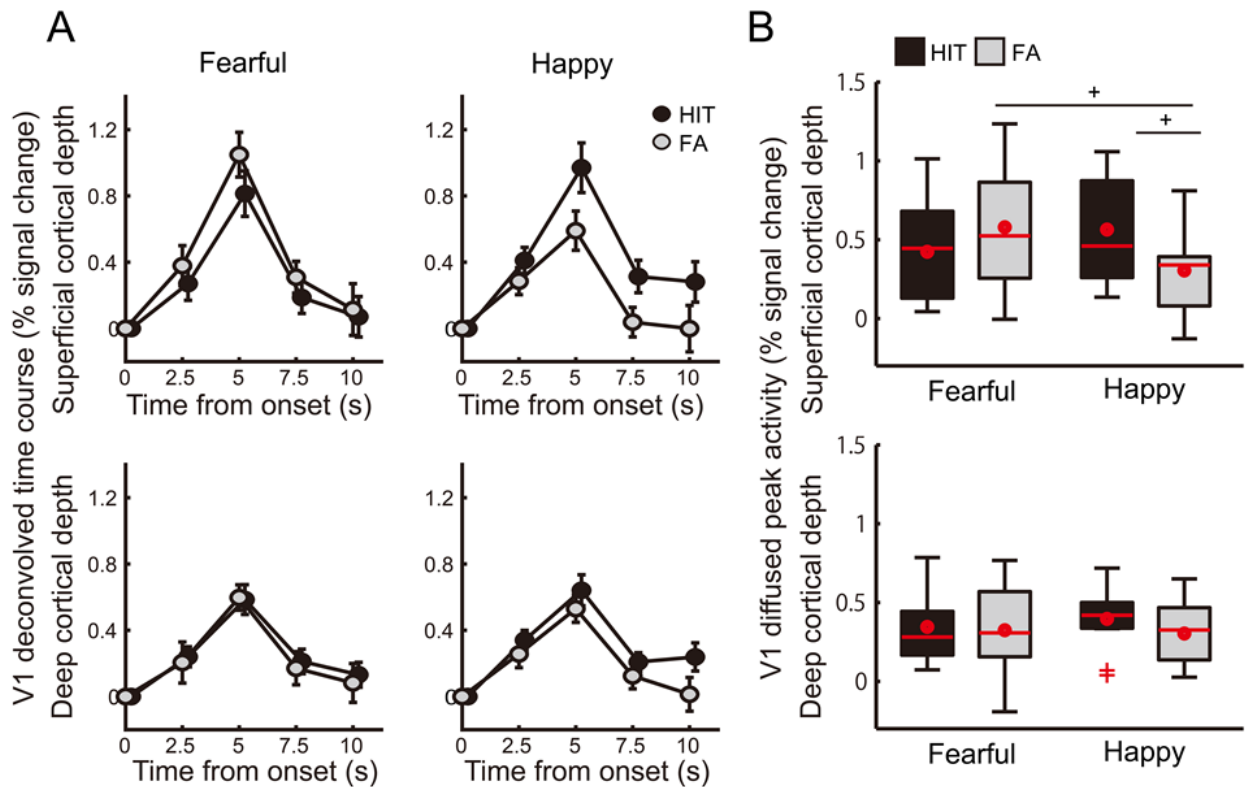 A
Fearful
Happy
V1 deconvolved time course (% signal change)
Superficial cortical depth
1.2
0.8
0.4
0
0 2.5 5 7.5 10
Time from onset (s)
1.2
0.8
0.4
0
0 2.5 5 7.5 10
Time from onset (s)
HIT
FA
Deep cortical depth
1.2
0.8
0.4
0
0 2.5 5 7.5 10
Time from onset (s)
1.2
0.8
0.4
0
0 2.5 5 7.5 10
Time from onset (s)
B
HIT FA
V1 diffused peak activity (% signal change)
Superficial cortical depth
1.5
1
0.5
0
+
+
Fearful Happy
Deep cortical depth
1.5
1
0.5
0
Fearful Happy